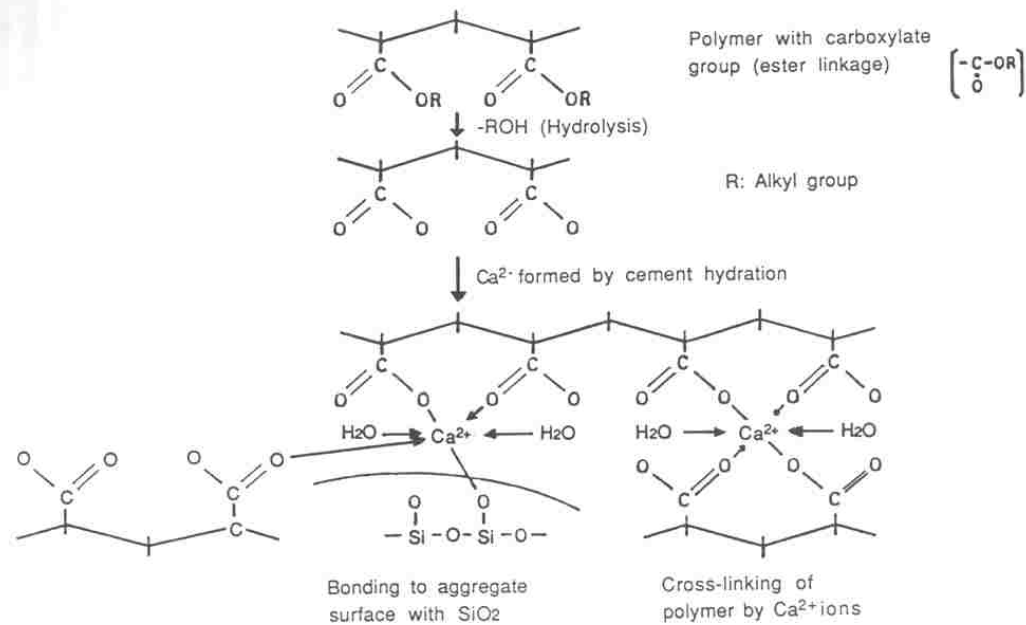 Polymer with carboxylate
group (ester linkage)
-C-OR
O
C C
O OR O OR
-ROH (Hydrolysis)
R: Alkyl group
C C
O O O O
Ca²⁻ formed by cement hydration
C C C C
O O O O O O O O
H₂O Ca²⁺ H₂O H₂O Ca²⁺ H₂O
O O O O O O O O
C C C C
C
O O
Si-O-Si-O-
Bonding to aggregate
surface with SiO₂
Cross-linking of
polymer by Ca²⁺ ions